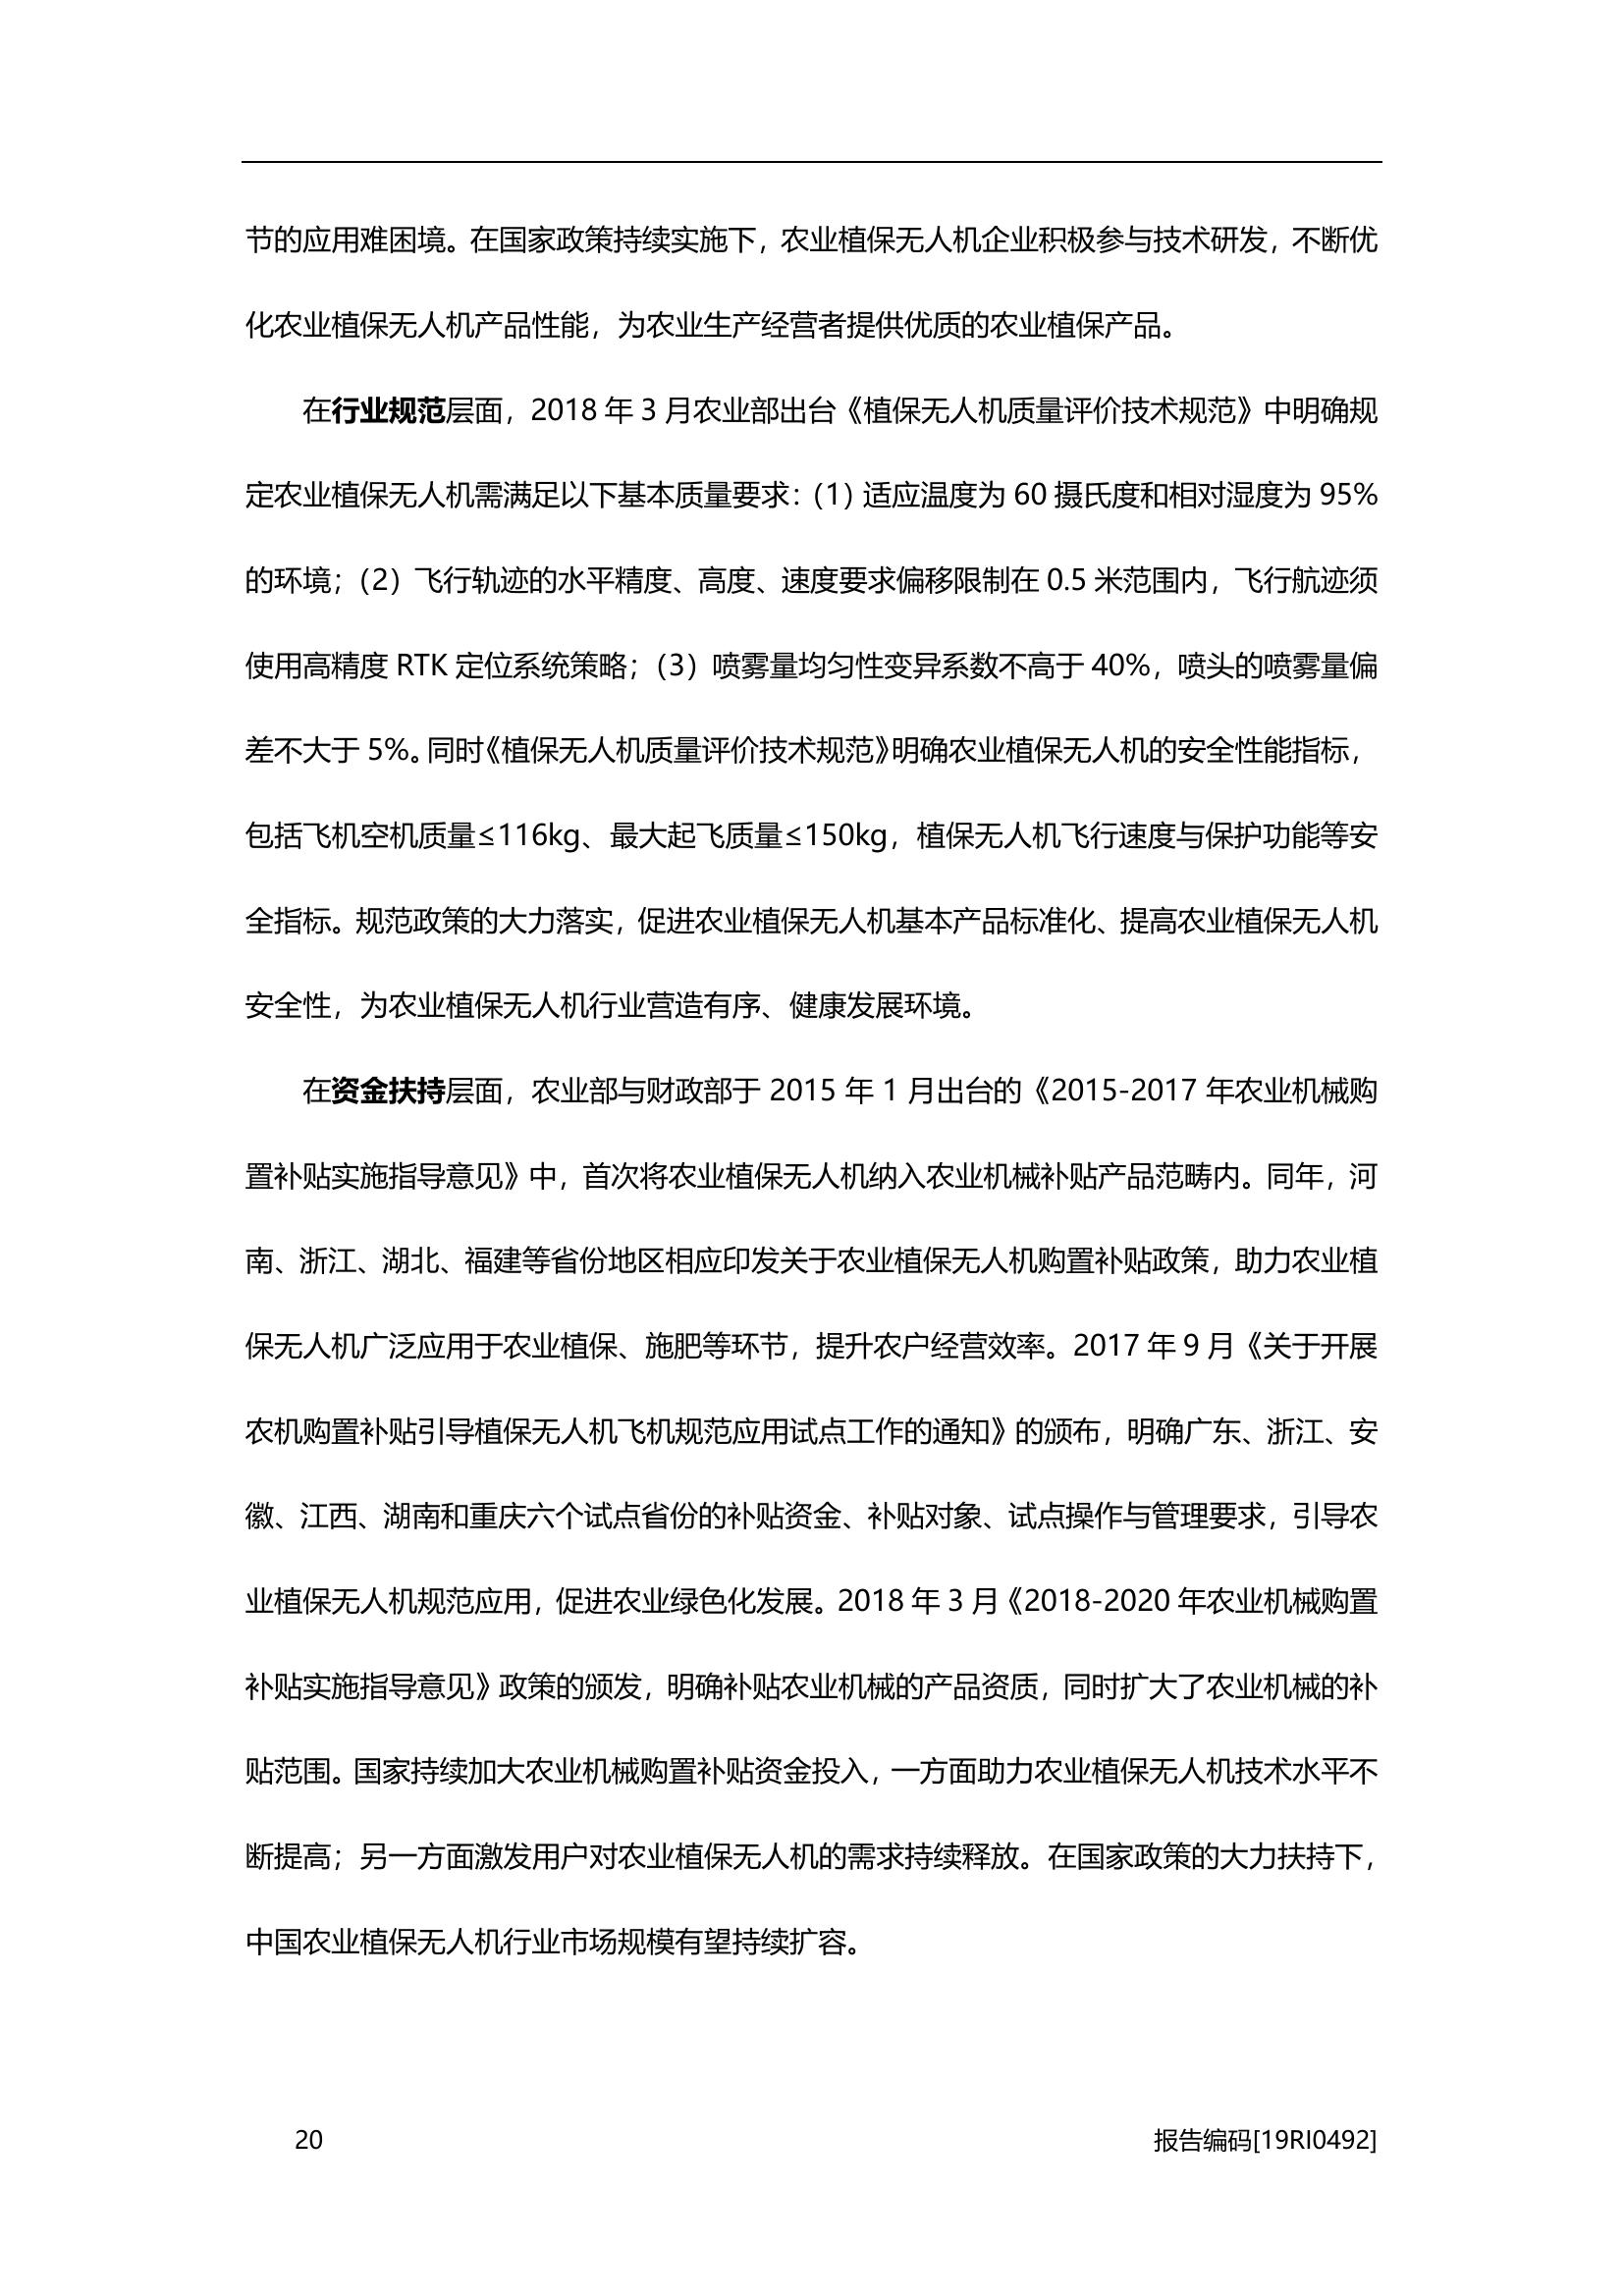 节的应用难困境。在国家政策持续实施下，农业植保无人机企业积极参与技术研发，不断优
化农业植保无人机产品性能，为农业生产经营者提供优质的农业植保产品。
在行业规范层面，2018 年 3 月农业部出台《植保无人机质量评价技术规范》中明确规
定农业植保无人机需满足以下基本质量要求：（1）适应温度为 60 摄氏度和相对湿度为 95%
的环境；（2）飞行轨迹的水平精度、高度、速度要求偏移限制在 0.5 米范围内，飞行航迹须
使用高精度 RTK 定位系统策略；（3）喷雾量均匀性变异系数不高于 40%，喷头的喷雾量偏
差不大于 5%。同时《植保无人机质量评价技术规范》明确农业植保无人机的安全性能指标，
包括飞机空机质量≤116kg、最大起飞质量≤150kg，植保无人机飞行速度与保护功能等安
全指标。规范政策的大力落实，促进农业植保无人机基本产品标准化、提高农业植保无人机
安全性，为农业植保无人机行业营造有序、健康发展环境。
在资金扶持层面，农业部与财政部于 2015 年 1 月出台的《2015-2017 年农业机械购
置补贴实施指导意见》中，首次将农业植保无人机纳入农业机械补贴产品范畴内。同年，河
南、浙江、湖北、福建等省份地区相应印发关于农业植保无人机购置补贴政策，助力农业植
保无人机广泛应用于农业植保、施肥等环节，提升农户经营效率。2017 年 9 月《关于开展
农机购置补贴引导植保无人机飞机规范应用试点工作的通知》的颁布，明确广东、浙江、安
徽、江西、湖南和重庆六个试点省份的补贴资金、补贴对象、试点操作与管理要求，引导农
业植保无人机规范应用，促进农业绿色化发展。2018 年 3 月《2018-2020 年农业机械购置
补贴实施指导意见》政策的颁发，明确补贴农业机械的产品资质，同时扩大了农业机械的补
贴范围。国家持续加大农业机械购置补贴资金投入，一方面助力农业植保无人机技术水平不
断提高；另一方面激发用户对农业植保无人机的需求持续释放。在国家政策的大力扶持下，
中国农业植保无人机行业市场规模有望持续扩容。
20 报告编码[19RI0492]